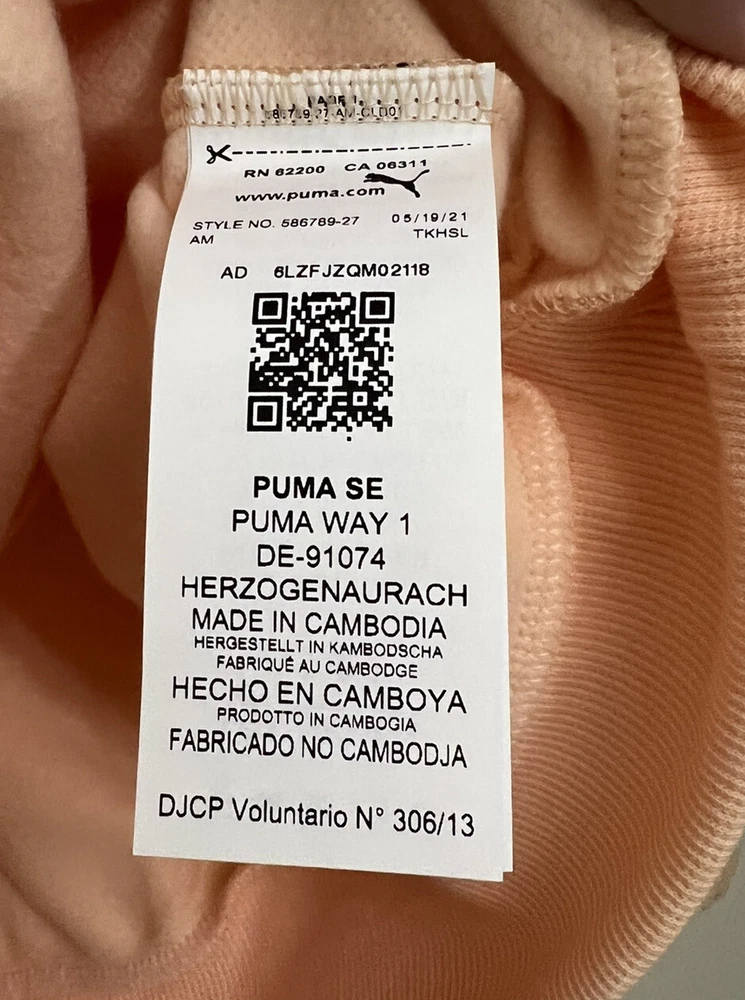 RN 62200 CA 06311
www.puma.com
STYLE NO. 586789-27 05/19/21
AM TKHSL
AD 6LZFJZQM02118
PUMA SE
PUMA WAY 1
DE-91074
HERZOGENAURACH
MADE IN CAMBODIA
HERGESTELLT IN KAMBODSCHA
FABRIQUÉ AU CAMBODGE
HECHO EN CAMBOYA
PRODOTTO IN CAMBOGIA
FABRICADO NO CAMBODJA
DJCP Voluntario N° 306/13